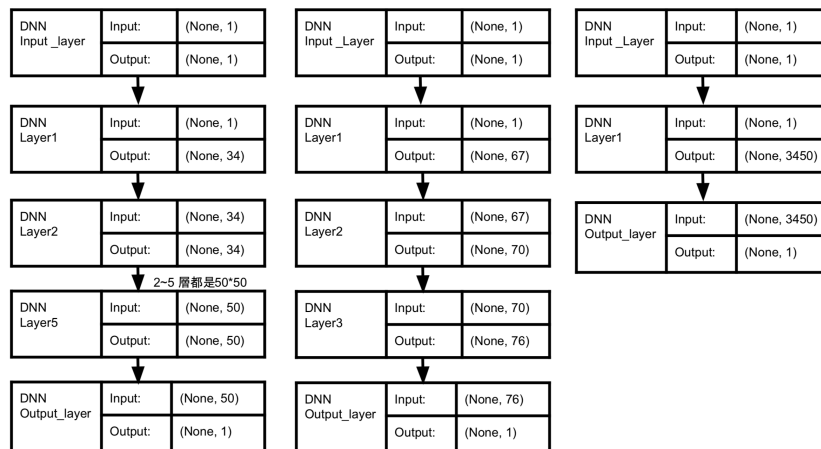 DNN
Input _layer
Input: (None, 1)
Output: (None, 1)
DNN
Layer1
Input: (None, 1)
Output: (None, 34)
DNN
Layer2
Input: (None, 34)
Output: (None, 34)
2~5 層都是50*50
DNN
Layer5
Input: (None, 50)
Output: (None, 50)
DNN
Output_layer
Input: (None, 50)
Output: (None, 1)
DNN
Input _Layer
Input: (None, 1)
Output: (None, 1)
DNN
Layer1
Input: (None, 1)
Output: (None, 67)
DNN
Layer2
Input: (None, 67)
Output: (None, 70)
DNN
Layer3
Input: (None, 70)
Output: (None, 76)
DNN
Output_layer
Input: (None, 76)
Output: (None, 1)
DNN
Input _Layer
Input: (None, 1)
Output: (None, 1)
DNN
Layer1
Input: (None, 1)
Output: (None, 3450)
DNN
Output_layer
Input: (None, 3450)
Output: (None, 1)